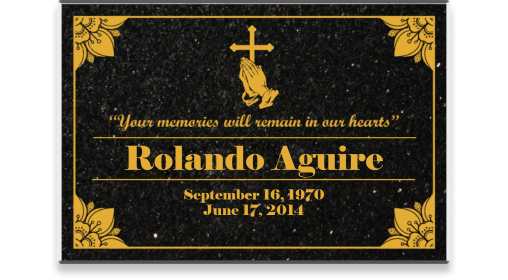 “Your memories will remain in our hearts”
Rolando Aguire
September 16, 1970
June 17, 2014